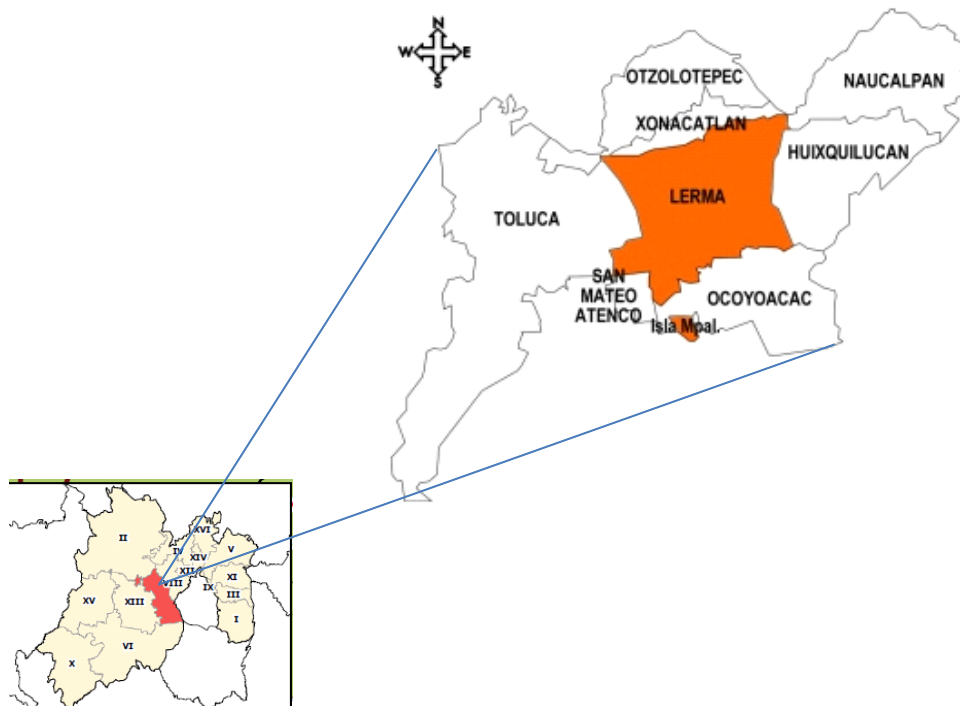 N
W E
S
OTZOLOTEPEC
NAUCALPAN
XONACATLAN
HUIXQUILUCAN
LERMA
TOLUCA
SAN
MATEO
ATENCO
OCOYOACAC
Isla Mpal.
XVI
II
IV
XIV
V
XII
VIII
IX
XI
III
XV
XIII
I
VI
X